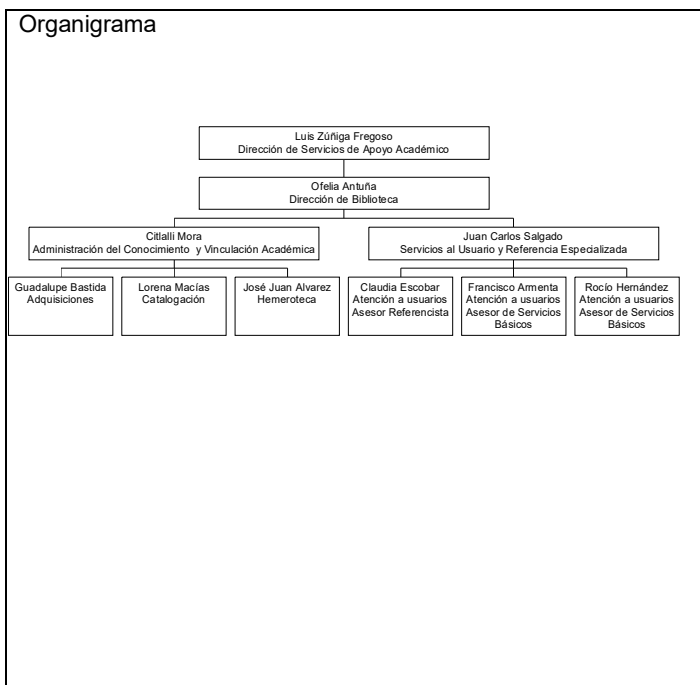 Organigrama
Luis Zúñiga Fregoso
Dirección de Servicios de Apoyo Académico
Ofelia Antuña
Dirección de Biblioteca
Citlalli Mora
Administración del Conocimiento y Vinculación Académica
Juan Carlos Salgado
Servicios al Usuario y Referencia Especializada
Guadalupe Bastida
Adquisiciones
Lorena Macías
Catalogación
José Juan Alvarez
Hemeroteca
Claudia Escobar
Atención a usuarios
Asesor Referencista
Francisco Armenta
Atención a usuarios
Asesor de Servicios
Básicos
Rocío Hernández
Atención a usuarios
Asesor de Servicios
Básicos